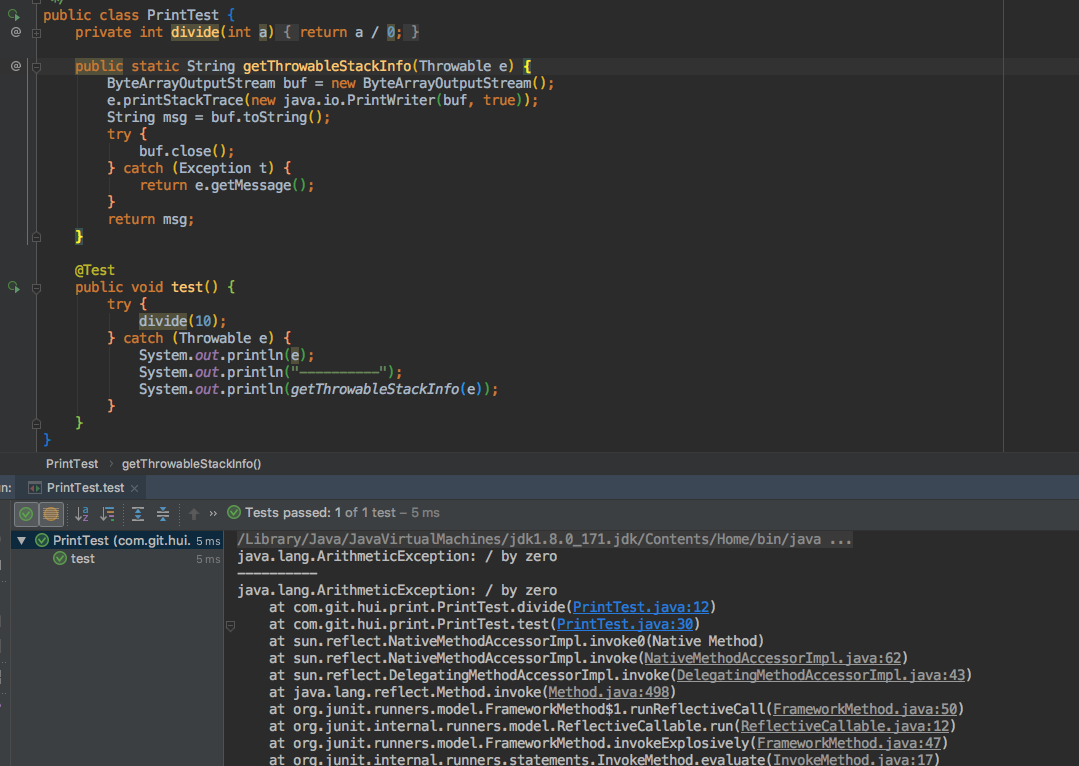 */
public class PrintTest {
    private int divide(int a) { return a / 0; }
    public static String getThrowableStackInfo(Throwable e) {
        ByteArrayOutputStream buf = new ByteArrayOutputStream();
        e.printStackTrace(new java.io.PrintWriter(buf, true));
        String msg = buf.toString();
        try {
            buf.close();
        } catch (Exception t) {
            return e.getMessage();
        }
        return msg;
    }
    @Test
    public void test() {
        try {
            divide(10);
        } catch (Throwable e) {
            System.out.println(e);
            System.out.println("----------");
            System.out.println(getThrowableStackInfo(e));
        }
    }
}
PrintTest › getThrowableStackInfo()
n: PrintTest.test ×
Tests passed: 1 of 1 test – 5 ms
PrintTest (com.git.hui. 5 ms
test 5 ms
/Library/Java/JavaVirtualMachines/jdk1.8.0_171.jdk/Contents/Home/bin/java ...
java.lang.ArithmeticException: / by zero
----------
java.lang.ArithmeticException: / by zero
    at com.git.hui.print.PrintTest.divide(PrintTest.java:12)
    at com.git.hui.print.PrintTest.test(PrintTest.java:30)
    at sun.reflect.NativeMethodAccessorImpl.invoke0(Native Method)
    at sun.reflect.NativeMethodAccessorImpl.invoke(NativeMethodAccessorImpl.java:62)
    at sun.reflect.DelegatingMethodAccessorImpl.invoke(DelegatingMethodAccessorImpl.java:43)
    at java.lang.reflect.Method.invoke(Method.java:498)
    at org.junit.runners.model.FrameworkMethod$1.runReflectiveCall(FrameworkMethod.java:50)
    at org.junit.internal.runners.model.ReflectiveCallable.run(ReflectiveCallable.java:12)
    at org.junit.runners.model.FrameworkMethod.invokeExplosively(FrameworkMethod.java:47)
    at org.junit.internal.runners.statements.InvokeMethod.evaluate(InvokeMethod.java:17)